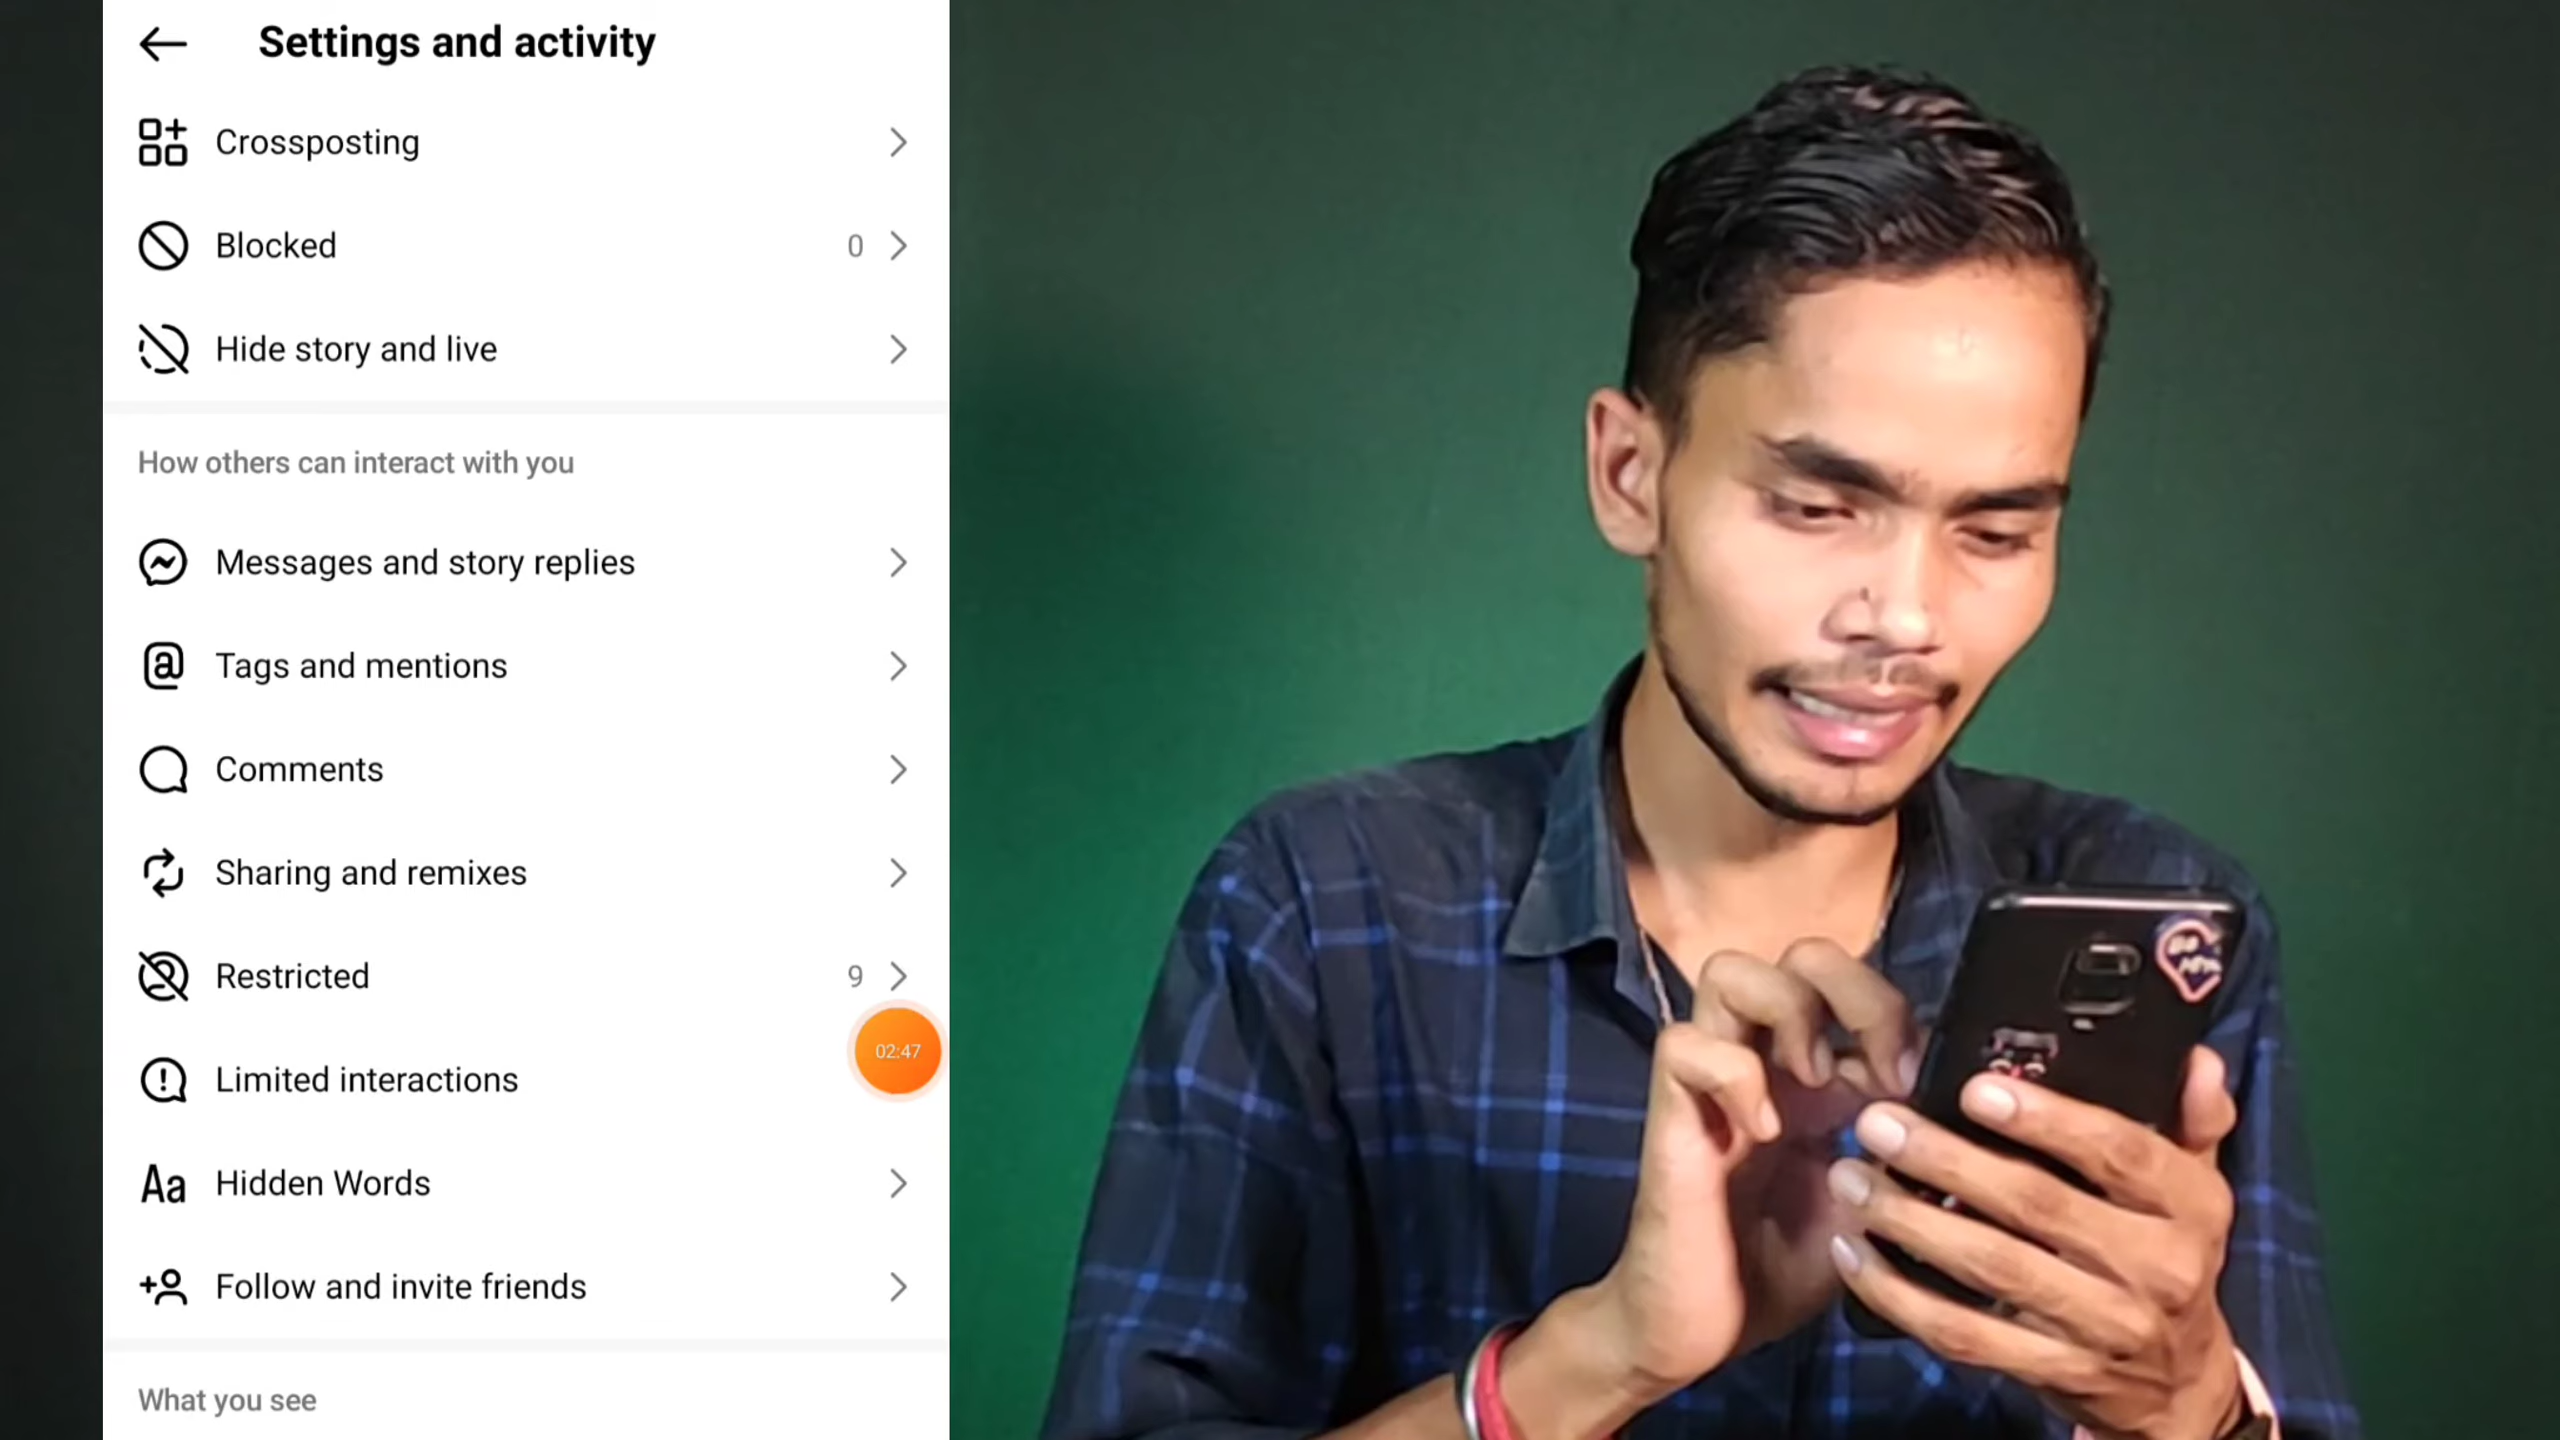 Settings and activity
Crossposting
Blocked 0
Hide story and live
How others can interact with you
Messages and story replies
Tags and mentions
Comments
Sharing and remixes
Restricted 9
02:47
Limited interactions
Aa Hidden Words
Follow and invite friends
What you see